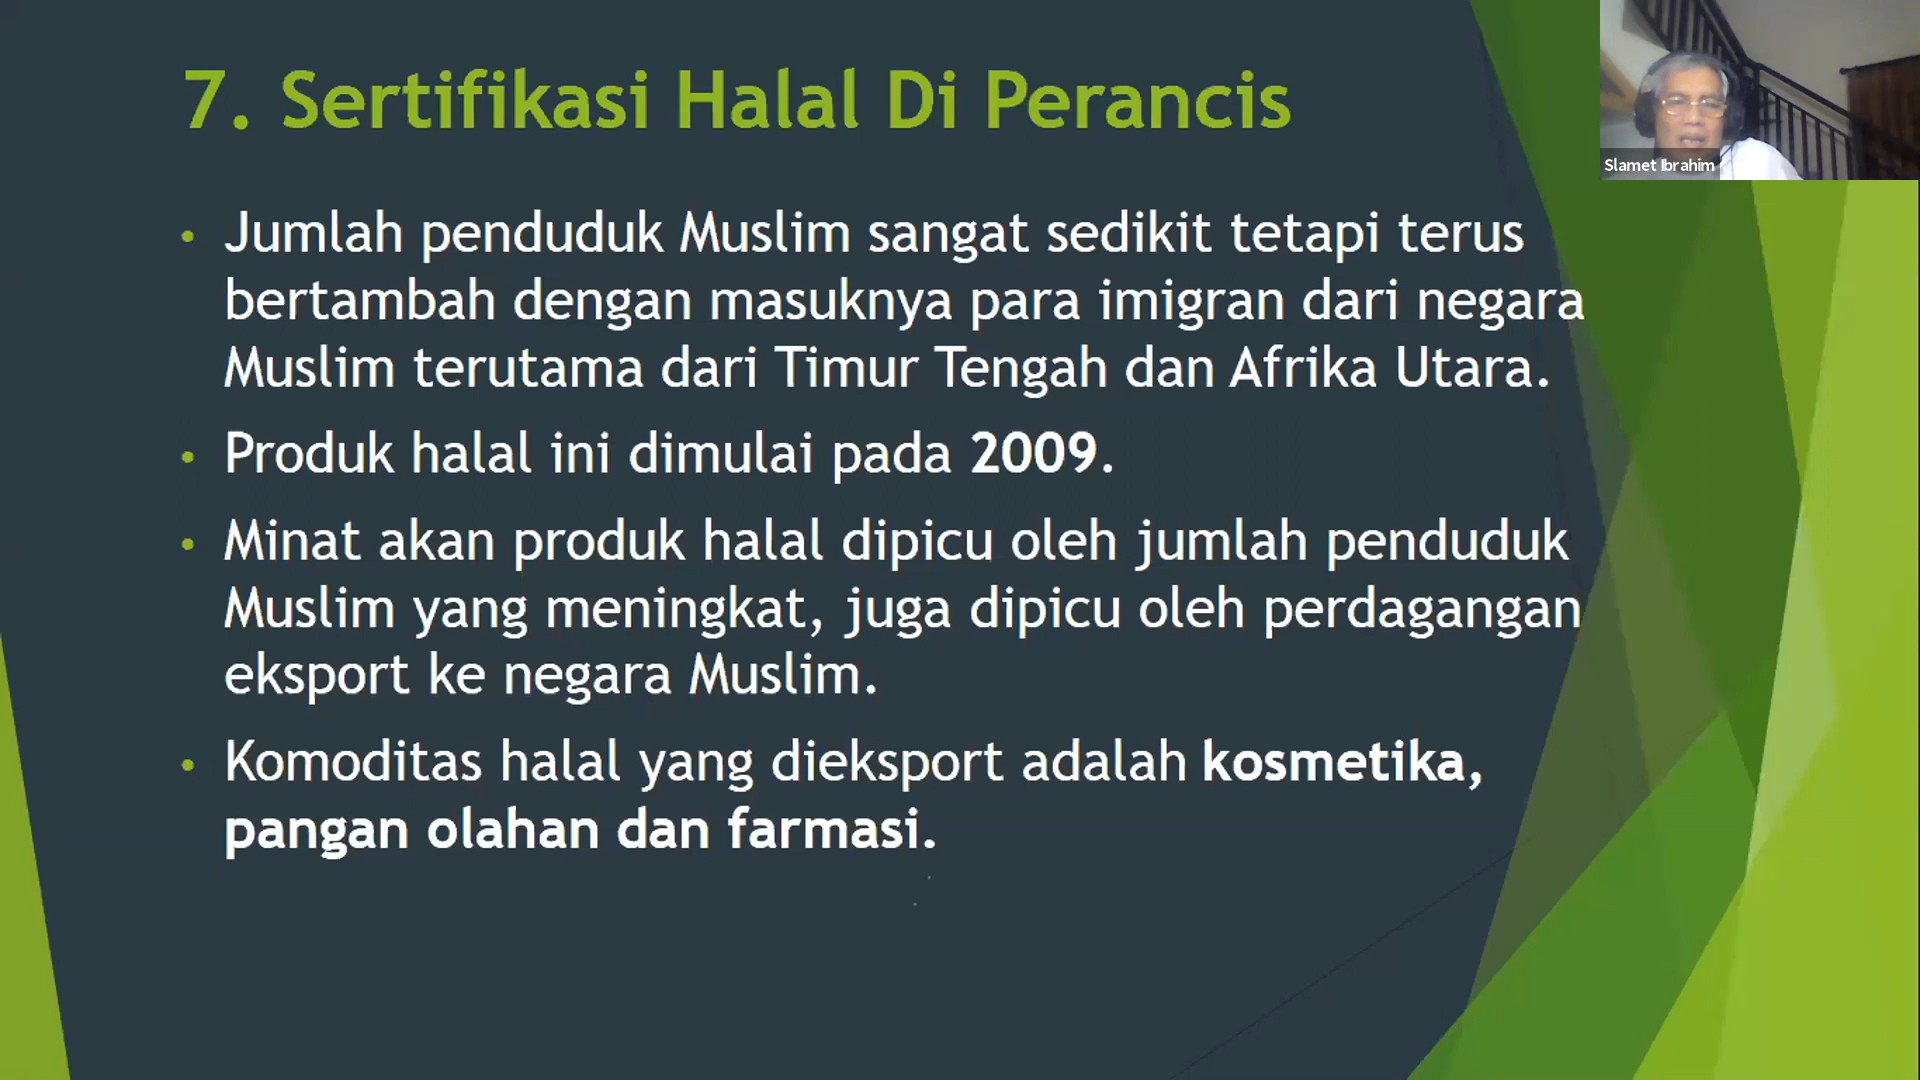 7. Sertifikasi Halal Di Perancis
Slamet Ibrahim
• Jumlah penduduk Muslim sangat sedikit tetapi terus
bertambah dengan masuknya para imigran dari negara
Muslim terutama dari Timur Tengah dan Afrika Utara.
• Produk halal ini dimulai pada 2009.
• Minat akan produk halal dipicu oleh jumlah penduduk
Muslim yang meningkat, juga dipicu oleh perdagangan
eksport ke negara Muslim.
• Komoditas halal yang dieksport adalah kosmetika,
pangan olahan dan farmasi.